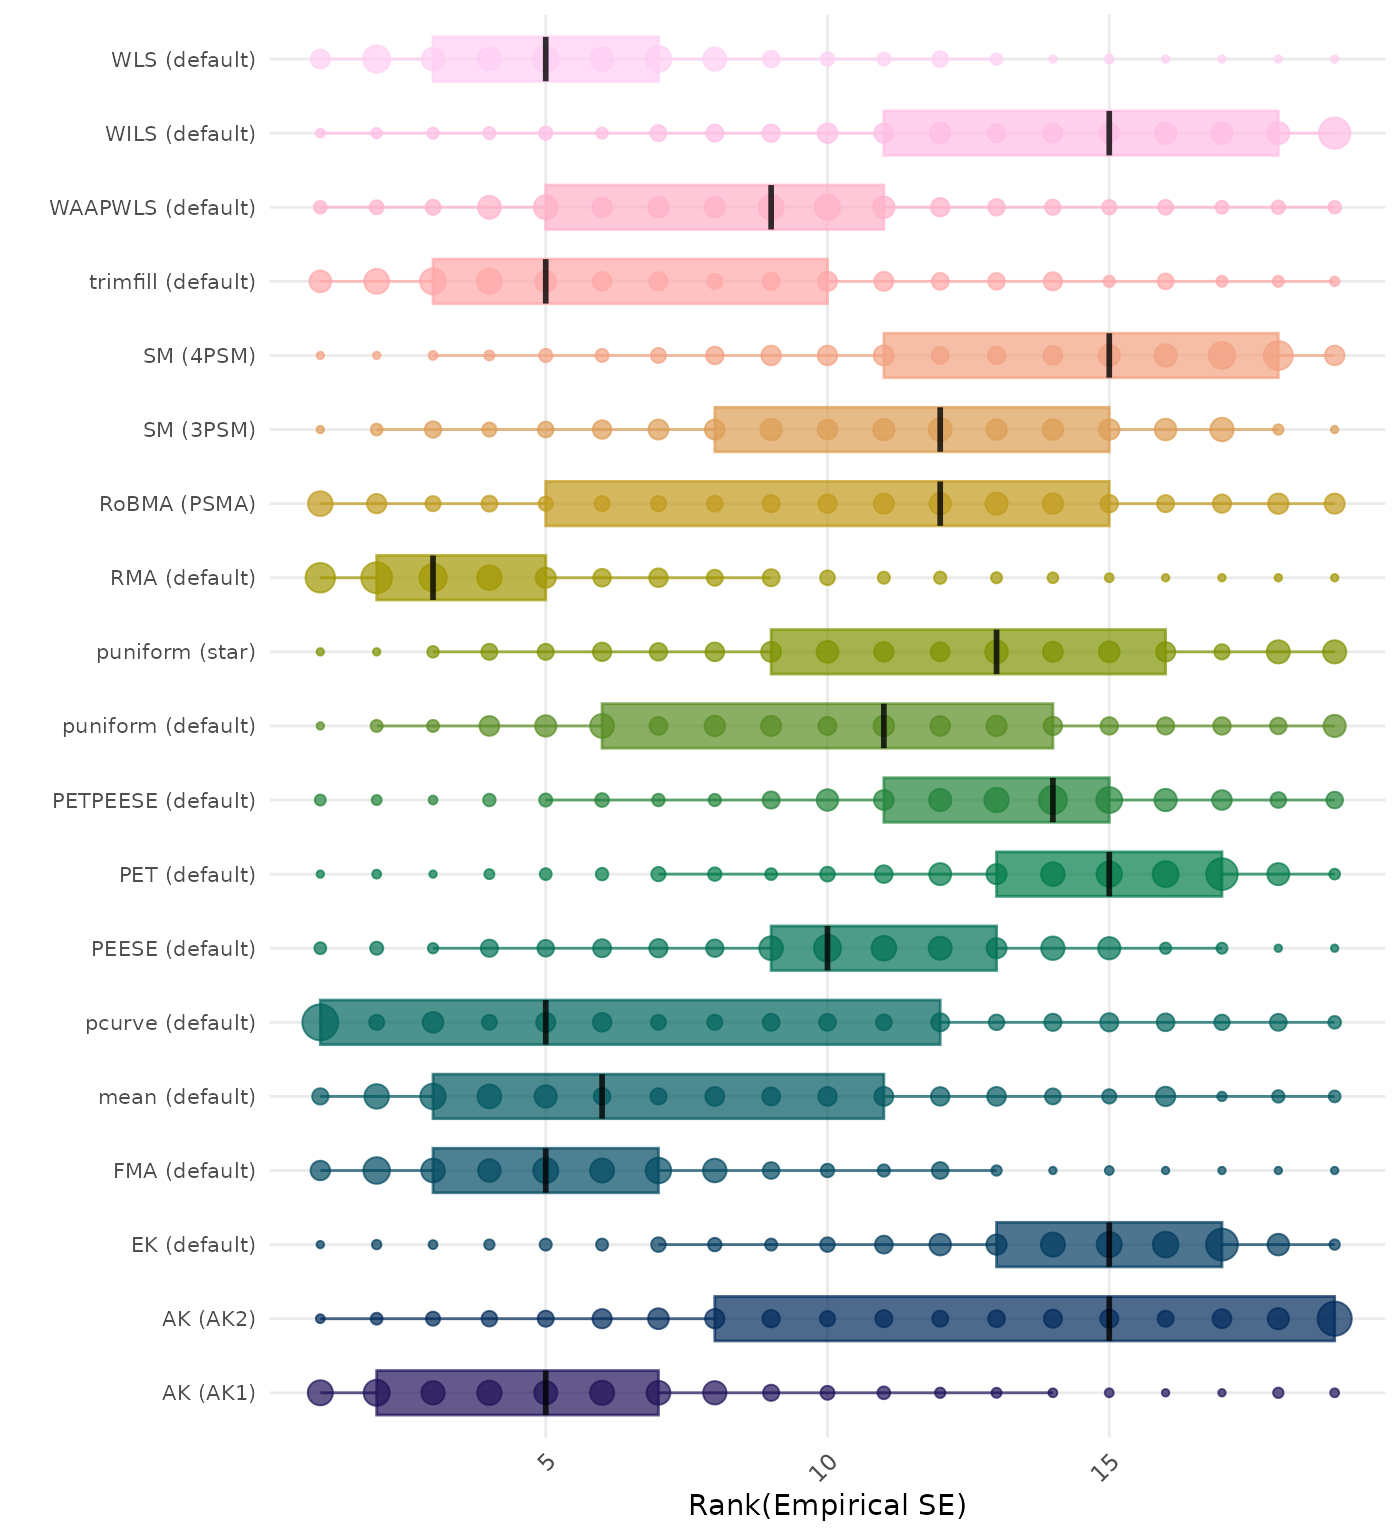 WLS (default)
WILS (default)
WAAPWLS (default)
trimfill (default)
SM (4PSM)
SM (3PSM)
RoBMA (PSMA)
RMA (default)
puniform (star)
puniform (default)
PETPEESE (default)
PET (default)
PEESE (default)
pcurve (default)
mean (default)
FMA (default)
EK (default)
AK (AK2)
AK (AK1)
5 10 15
Rank(Empirical SE)